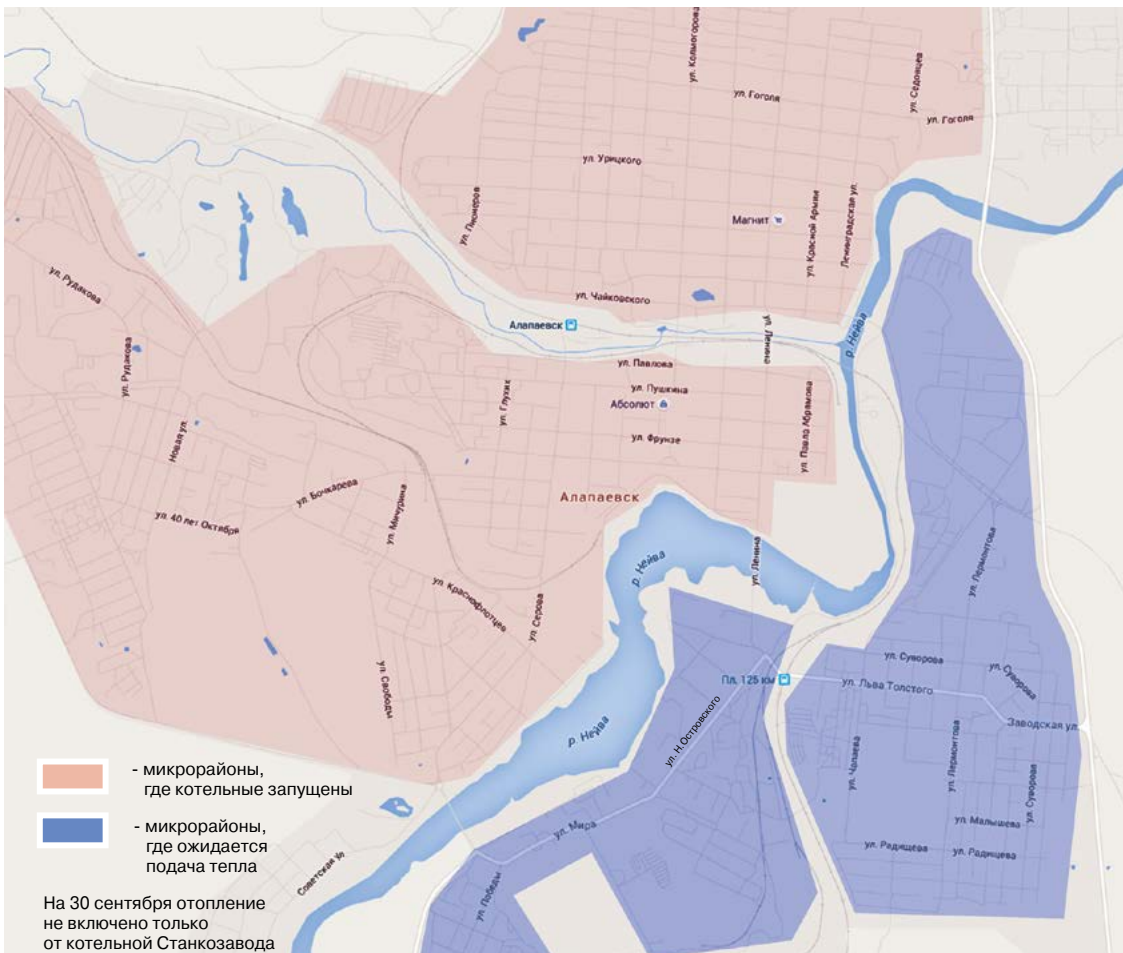 ул. Колмогорова
ул. Седовцев
ул. Гоголя
ул. Гоголя
ул. Урицкого
ул. Пионеров
Магнит
ул. Красной Армии
Ленинградская ул.
ул. Рудакова
ул. Чайковского
Алапаевск
ул. Ленина
р. Нейва
ул. Рудакова
ул. Павлова
ул. Глухих
ул. Пушкина
Абсолют
ул. Павла Абрамова
Новая ул.
ул. Фрунзе
ул. Бочкарева
Алапаевск
ул. Мичурина
ул. 40 лет Октября
р. Нейва
ул. Ленина
ул. Лермонтова
ул. Краснофлотцев
ул. Серова
ул. Свободы
ул. Суворова
ул. Суворова
Пл. 125 км
ул. Льва Толстого
ул. Н.Островского
Заводская ул.
р. Нейва
ул. Чапаева
ул. Лермонтова
ул. Суворова
ул. Мира
ул. Малышева
ул. Радищева
ул. Радищева
Советская ул
ул. Победы
- микрорайоны,
где котельные запущены
- микрорайоны,
где ожидается
подача тепла
На 30 сентября отопление
не включено только
от котельной Станкозавода